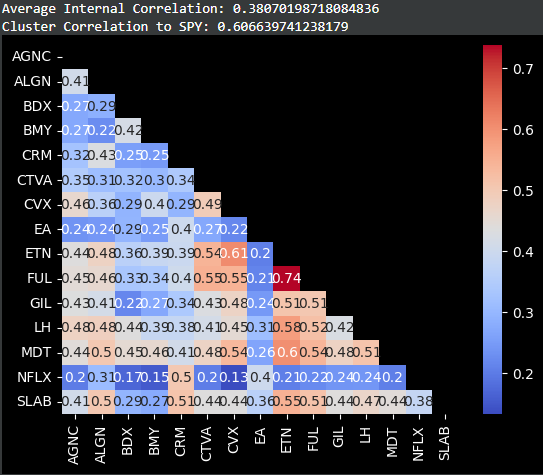 Average Internal Correlation: 0.38070198718084836
Cluster Correlation to SPY: 0.606639741238179
AGNC
ALGN 0.41
BDX 0.27 0.29
BMY 0.27 0.22 0.42
CRM 0.32 0.43 0.25 0.25
CTVA 0.35 0.31 0.32 0.3 0.34
CVX 0.46 0.36 0.29 0.4 0.29 0.49
EA 0.24 0.24 0.29 0.25 0.4 0.27 0.22
ETN 0.44 0.48 0.36 0.39 0.39 0.54 0.61 0.2
FUL 0.45 0.46 0.33 0.34 0.4 0.55 0.55 0.21 0.74
GIL 0.43 0.41 0.22 0.27 0.34 0.43 0.48 0.24 0.51 0.51
LH 0.48 0.48 0.44 0.39 0.38 0.41 0.45 0.31 0.58 0.52 0.42
MDT 0.44 0.5 0.45 0.46 0.41 0.48 0.54 0.26 0.6 0.54 0.48 0.51
NFLX 0.2 0.31 0.17 0.15 0.5 0.2 0.13 0.4 0.21 0.22 0.24 0.24 0.2
SLAB 0.41 0.5 0.29 0.27 0.51 0.44 0.44 0.36 0.55 0.51 0.44 0.47 0.44 0.38
AGNC ALGN BDX BMY CRM CTVA CVX EA ETN FUL GIL LH MDT NFLX SLAB
0.7
0.6
0.5
0.4
0.3
0.2